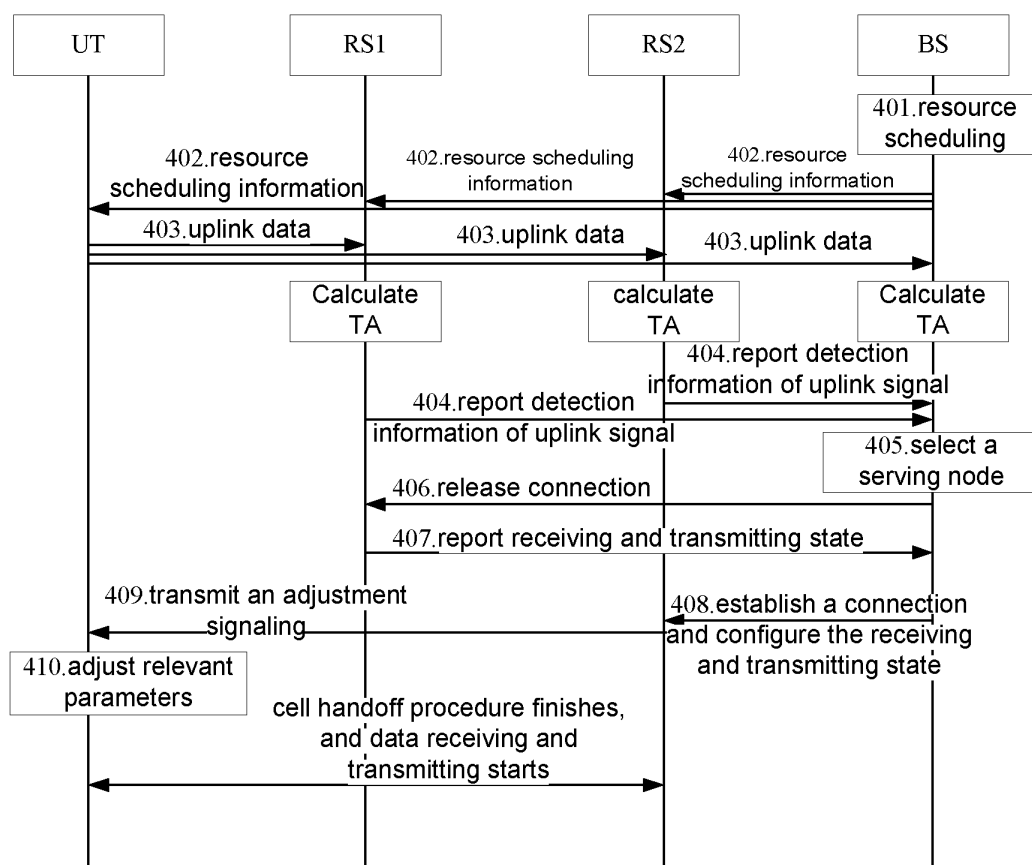 UT
RS1
RS2
BS
401.resource
scheduling
402.resource
scheduling information
402.resource scheduling
information
402.resource
scheduling information
403.uplink data
403.uplink data
403.uplink data
Calculate
TA
calculate
TA
Calculate
TA
404.report detection
information of uplink signal
404.report detection
information of uplink signal
405.select a
serving node
406.release connection
407.report receiving and transmitting state
409.transmit an adjustment
signaling
408.establish a connection
and configure the receiving
and transmitting state
410.adjust relevant
parameters
cell handoff procedure finishes,
and data receiving and
transmitting starts